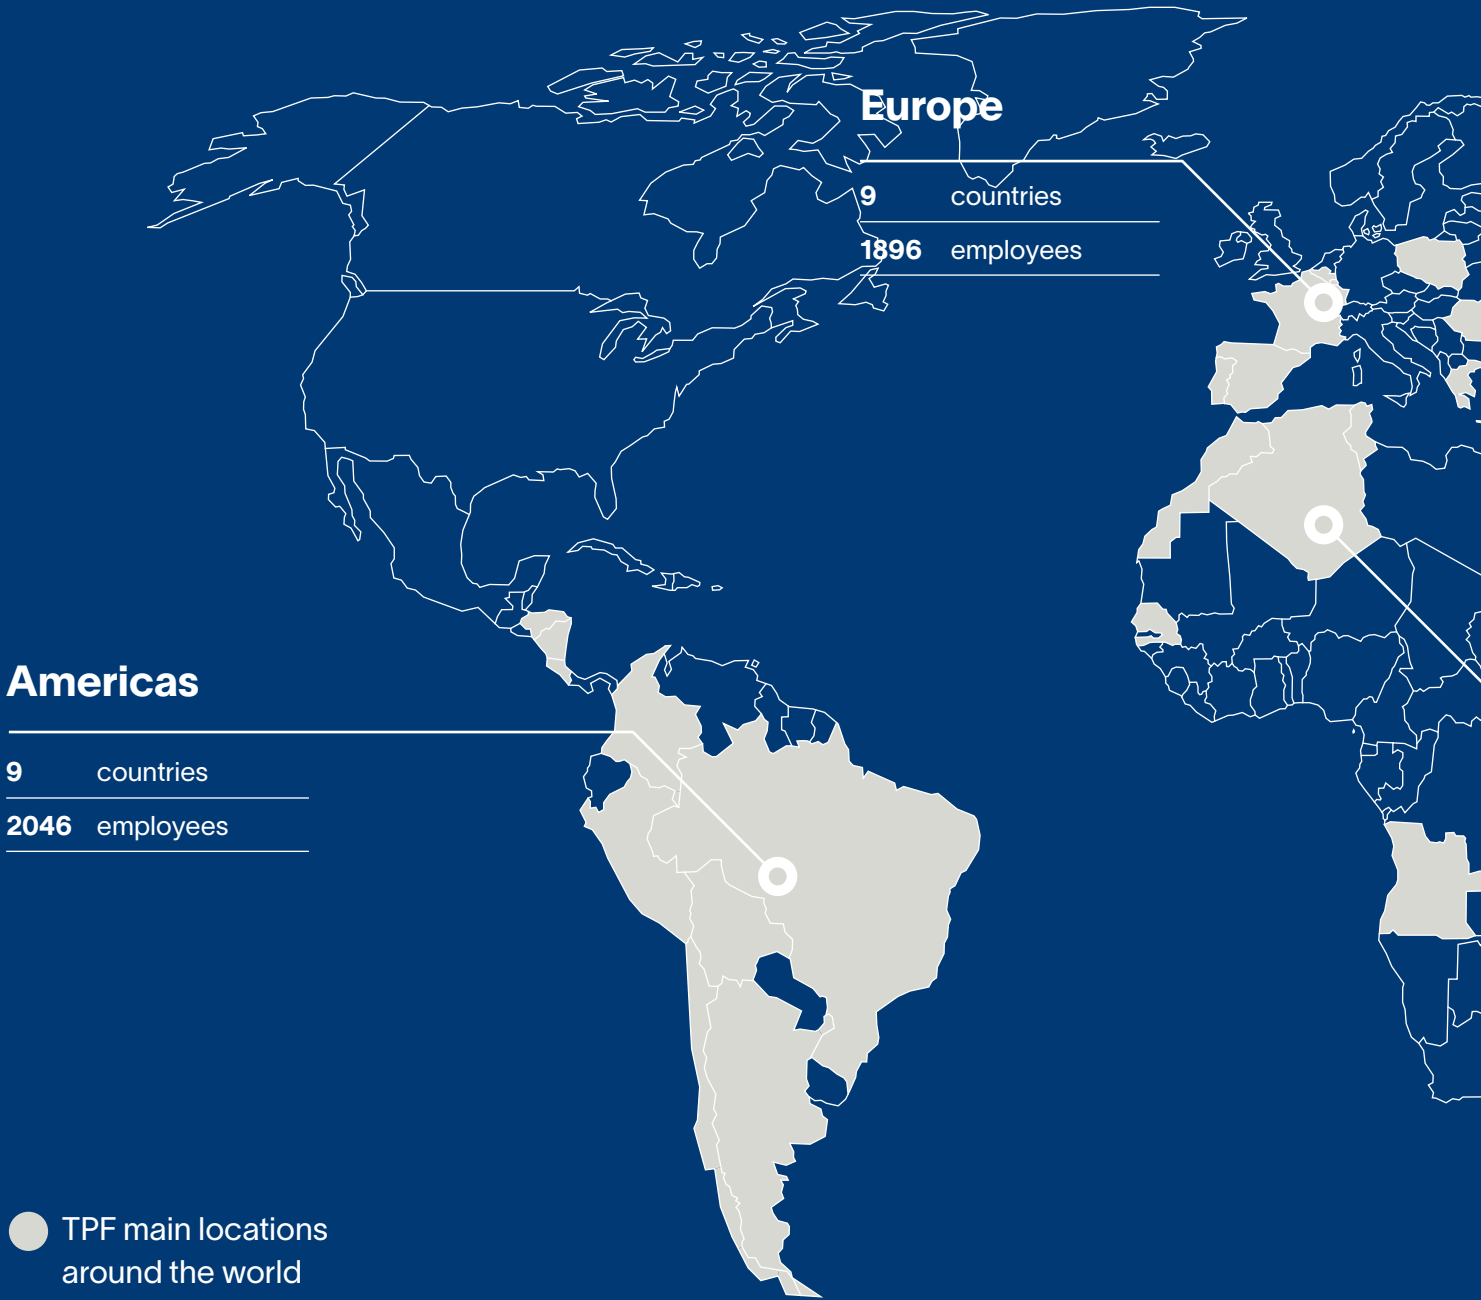 Europe
9 countries
1896 employees
Americas
9 countries
2046 employees
TPF main locations
around the world